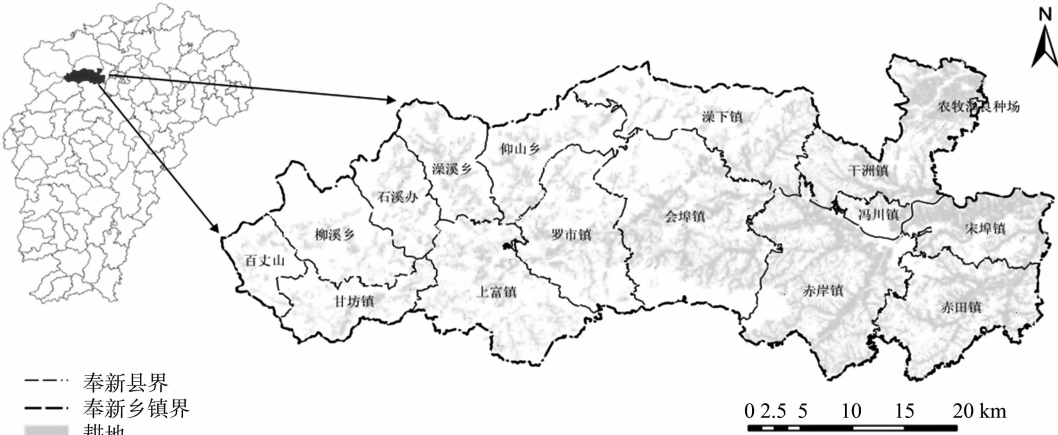 N
农牧渔良种场
澡下镇
仰山乡
澡溪乡
干洲镇
石溪办
冯川镇
会埠镇
宋埠镇
罗市镇
柳溪乡
百丈山
上富镇
赤岸镇
甘坊镇
赤田镇
奉新县界
奉新乡镇界
耕地
0 2.5 5 10 15 20 km